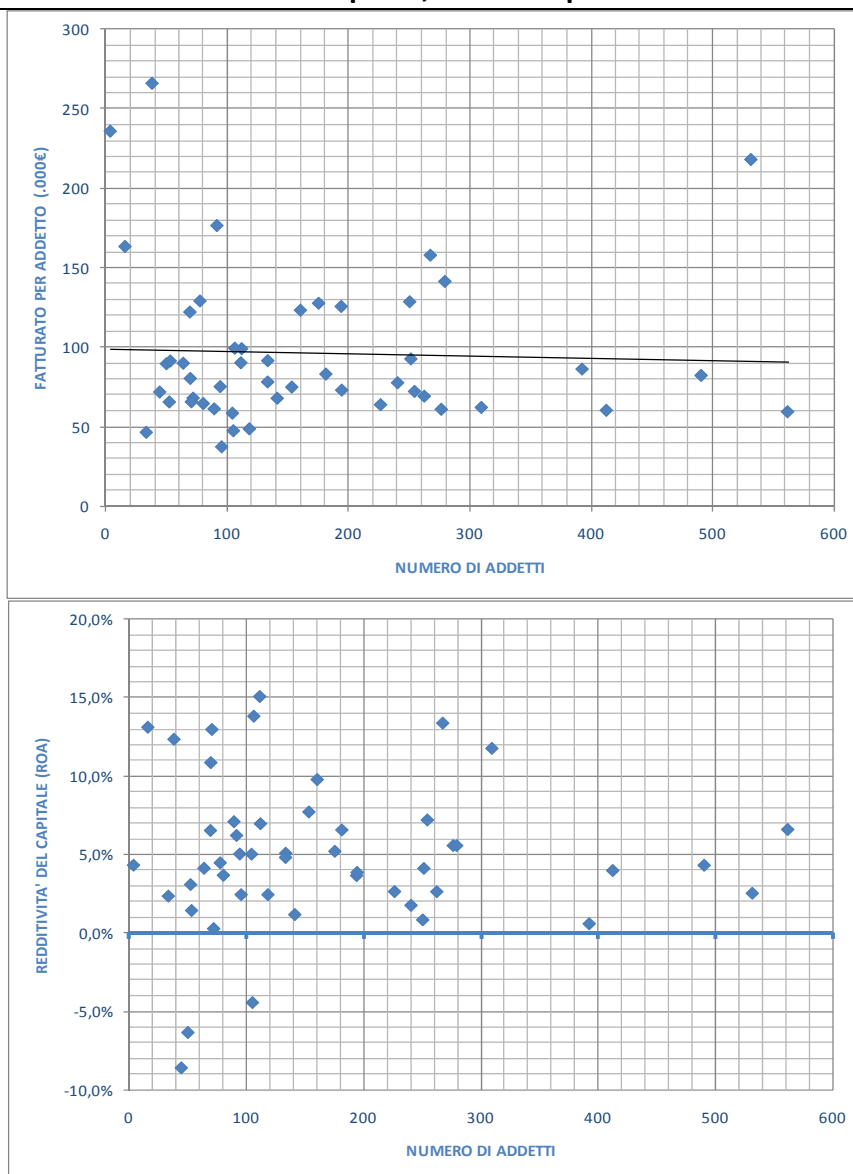 300
250
200
150
100
50
0
FATTURATO PER ADDETTO (.000€)
0 100 200 300 400 500 600
NUMERO DI ADDETTI
20,0%
15,0%
10,0%
5,0%
0,0%
-5,0%
-10,0%
REDDITIVITA' DEL CAPITALE (ROA)
0 100 200 300 400 500 600
NUMERO DI ADDETTI